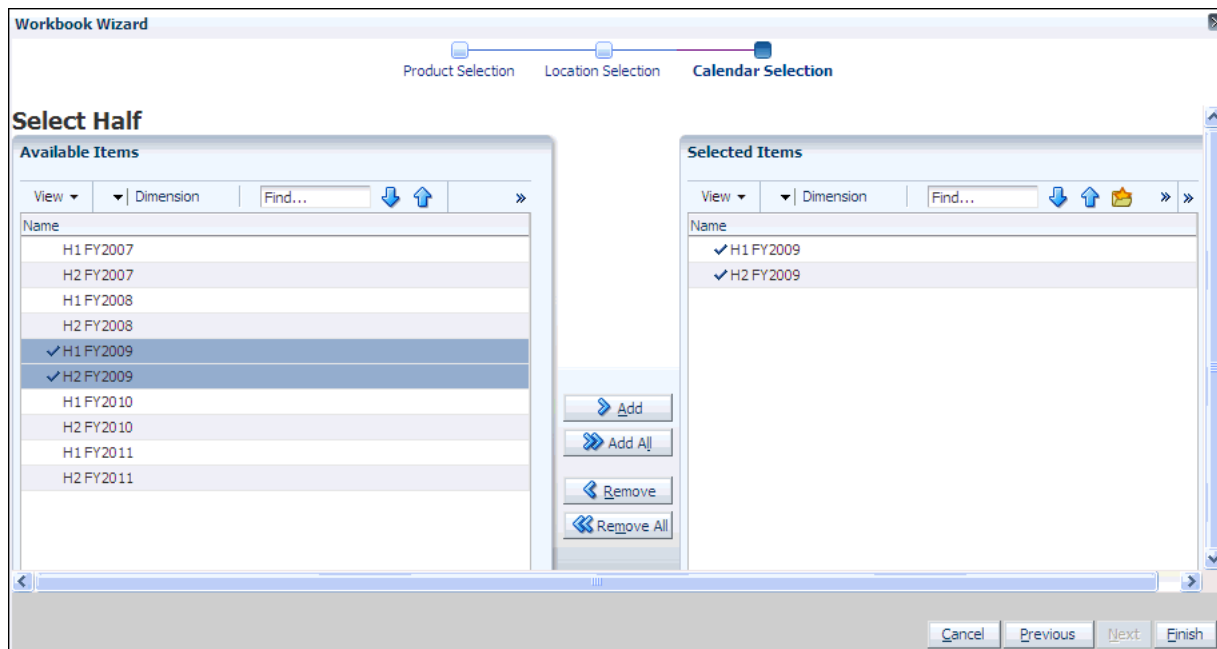 Workbook Wizard
Product Selection Location Selection Calendar Selection
Select Half
Available Items
View Dimension Find... »
Name
H1 FY2007
H2 FY2007
H1 FY2008
H2 FY2008
H1 FY2009
H2 FY2009
H1 FY2010
H2 FY2010
H1 FY2011
H2 FY2011
Add
Add All
Remove
Remove All
Selected Items
View Dimension Find... » »
Name
H1 FY2009
H2 FY2009
Cancel Previous Next Finish